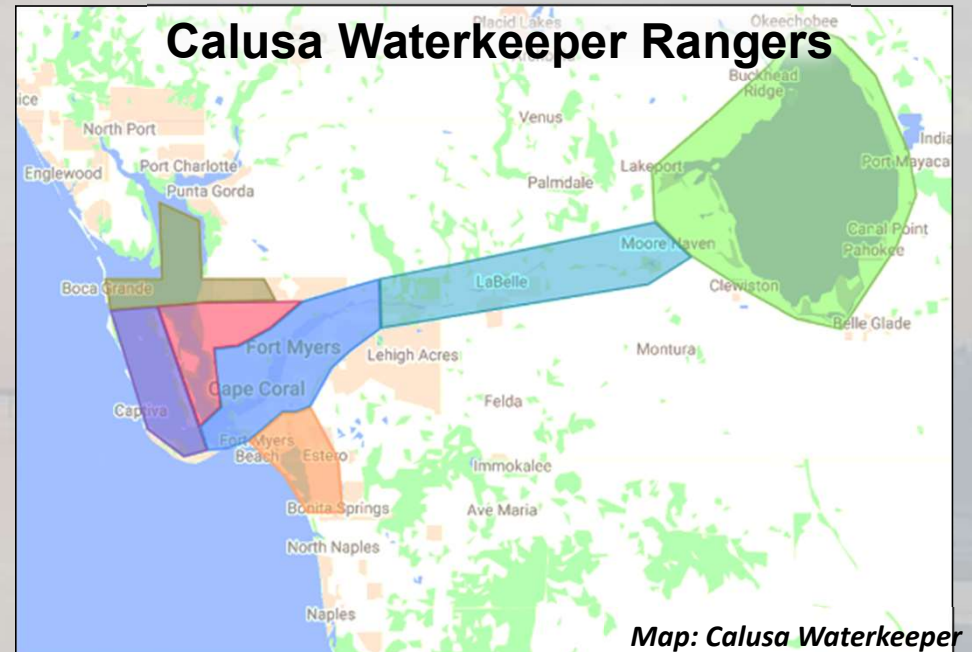 Placid Lakes
Okeechobee
Calusa Waterkeeper Rangers
Buckhead
Ridge
ice
North Port
Venus
India
Englewood
Port Charlotte
Lakeport
Port Mayaca
Punta Gorda
Palmdale
Canal Point
Moore Haven
Pahokee
Boca Grande
LaBelle
Clewiston
Belle Glade
Fort Myers
Lehigh Acres
Montura
Cape Coral
Felda
Captiva
Fort Myers
Beach
Estero
Immokalee
Bonita Springs
Ave Maria
North Naples
Naples
Map: Calusa Waterkeeper